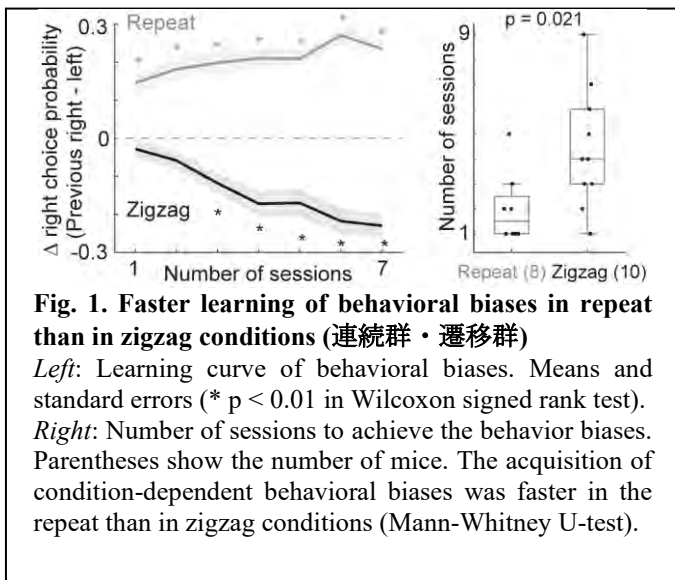 0.3
Repeat
0
Zigzag
-0.3
1
7
Number of sessions
Δ right choice probability
(Previous right - left)
* * * * * * *
* * * * *
p = 0.021
9
1
Number of sessions
Repeat (8) Zigzag (10)
Fig. 1. Faster learning of behavioral biases in repeat
than in zigzag conditions (連続群・遷移群)
Left: Learning curve of behavioral biases. Means and
standard errors (* p < 0.01 in Wilcoxon signed rank test).
Right: Number of sessions to achieve the behavior biases.
Parentheses show the number of mice. The acquisition of
condition-dependent behavioral biases was faster in the
repeat than in zigzag conditions (Mann-Whitney U-test).